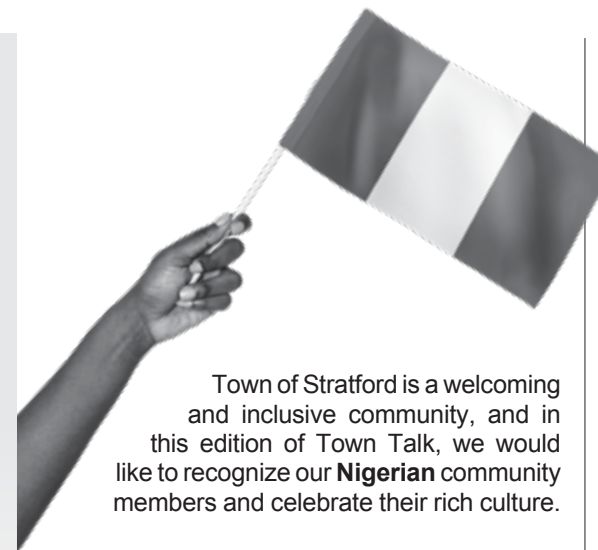 Town of Stratford is a welcoming
and inclusive community, and in
this edition of Town Talk, we would
like to recognize our Nigerian community
members and celebrate their rich culture.